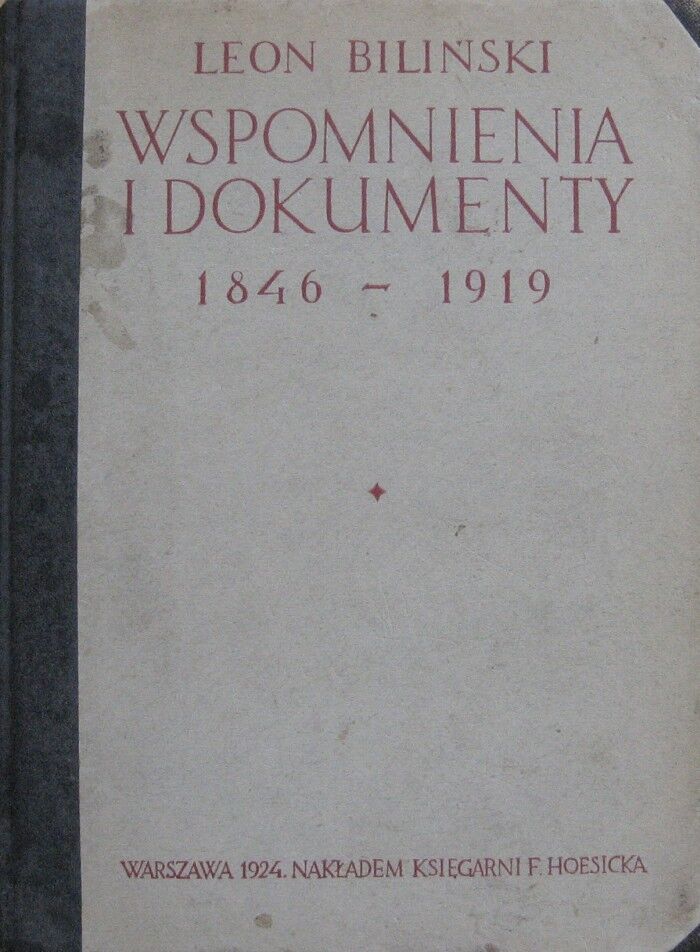 LEON BILIŃSKI
WSPOMNIENIA
I DOKUMENTY
1846 - 1919
WARSZAWA 1924. NAKŁADEM KSIĘGARNI F. HOESICKA